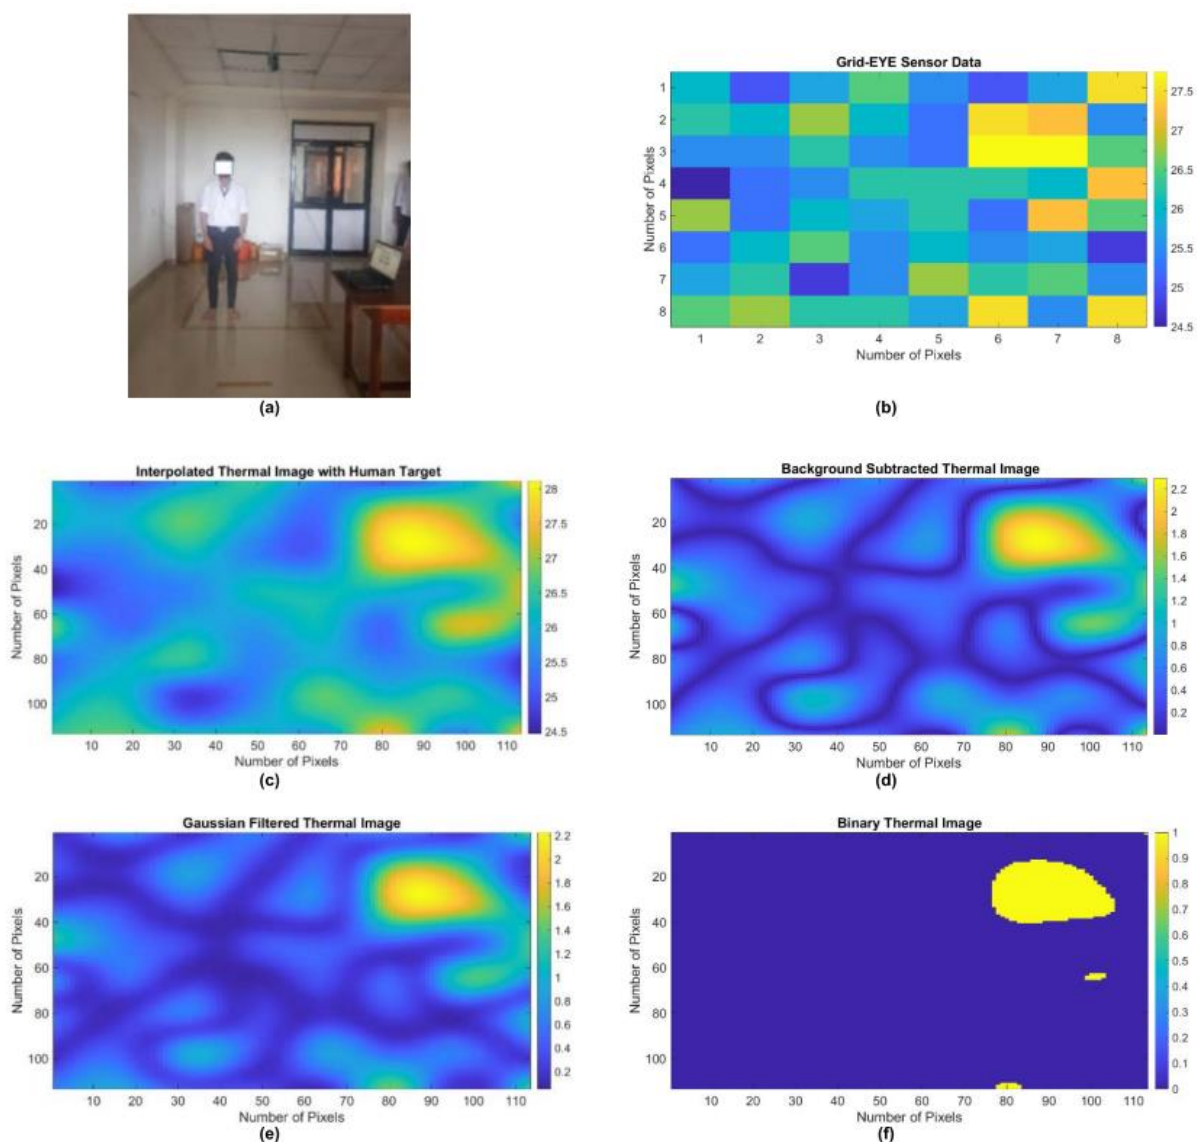 (a)
Grid-EYE Sensor Data
Number of Pixels
1
2
3
4
5
6
7
8
1 2 3 4 5 6 7 8
Number of Pixels
27.5
27
26.5
26
25.5
25
24.5
(b)
Interpolated Thermal Image with Human Target
Number of Pixels
20
40
60
80
100
10 20 30 40 50 60 70 80 90 100 110
Number of Pixels
28
27.5
27
26.5
26
25.5
25
24.5
(c)
Background Subtracted Thermal Image
Number of Pixels
20
40
60
80
100
10 20 30 40 50 60 70 80 90 100 110
Number of Pixels
2.2
2
1.8
1.6
1.4
1.2
1
0.8
0.6
0.4
0.2
(d)
Gaussian Filtered Thermal Image
Number of Pixels
20
40
60
80
100
10 20 30 40 50 60 70 80 90 100 110
Number of Pixels
2.2
2
1.8
1.6
1.4
1.2
1
0.8
0.6
0.4
0.2
(e)
Binary Thermal Image
Number of Pixels
20
40
60
80
100
10 20 30 40 50 60 70 80 90 100 110
Number of Pixels
1
0.9
0.8
0.7
0.6
0.5
0.4
0.3
0.2
0.1
0
(f)